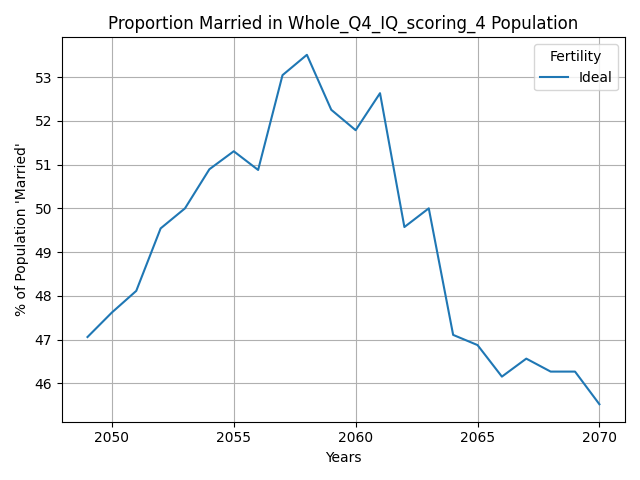 Proportion Married in Whole_Q4_IQ_scoring_4 Population
Fertility
Ideal
% of Population 'Married'
53
52
51
50
49
48
47
46
2050
2055
2060
2065
2070
Years